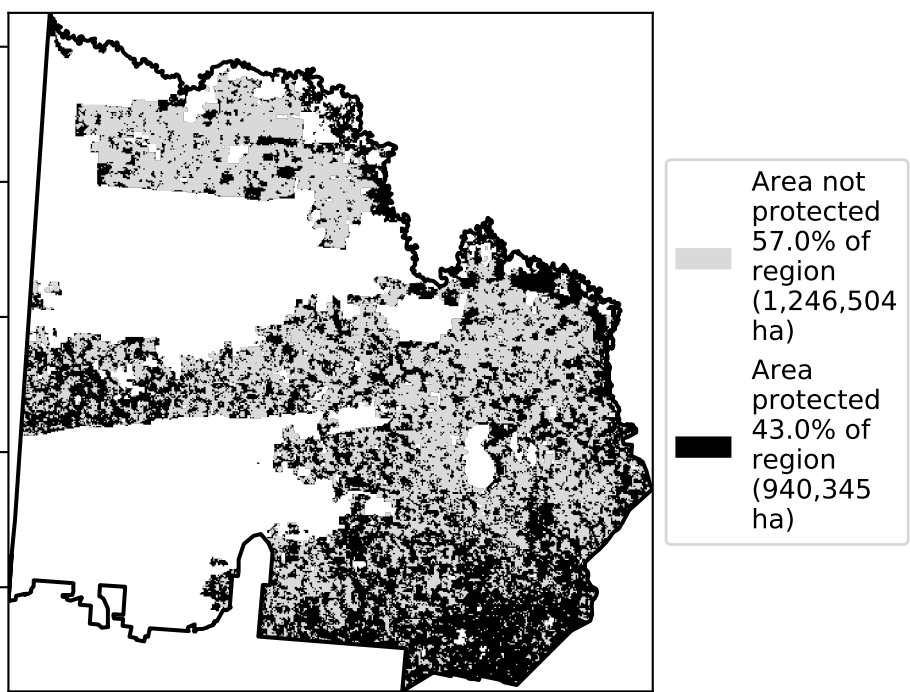 Area not
protected
57.0% of
region
(1,246,504
ha)
Area
protected
43.0% of
region
(940,345
ha)